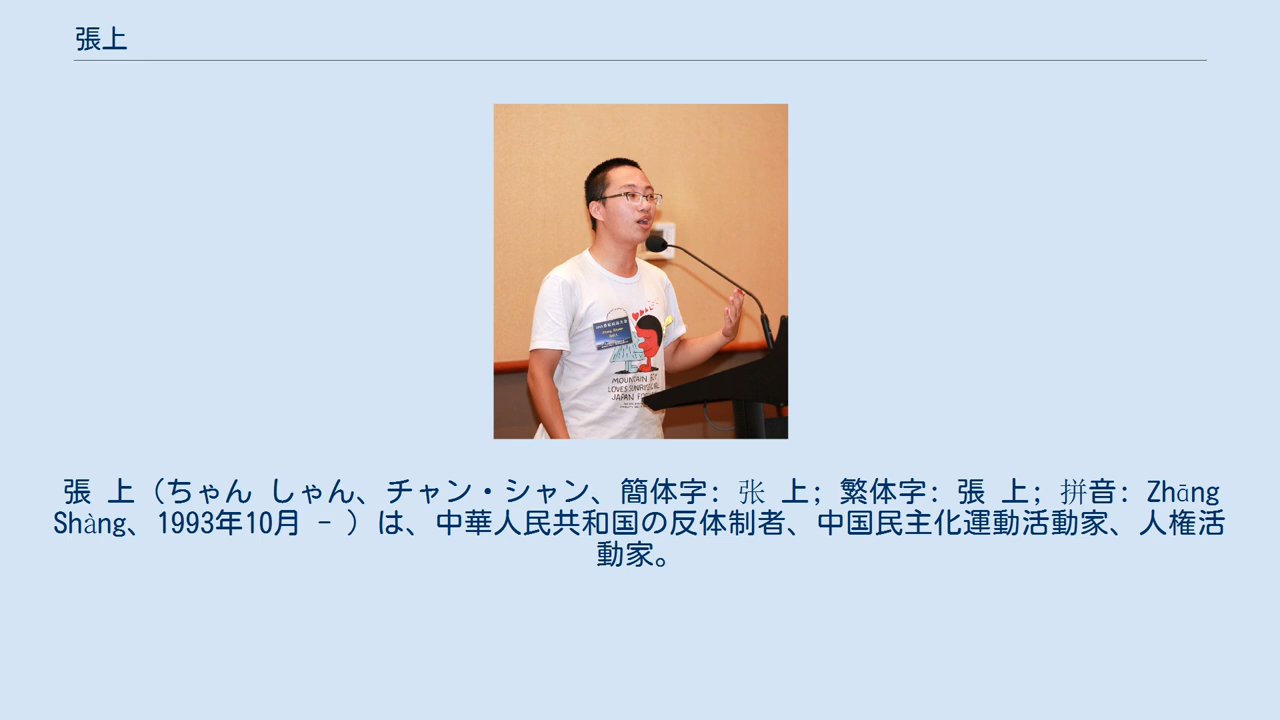 張上
MOUNTAIN
JAPAN
張 上（ちゃん しゃん、チャン・シャン、簡体字: 张 上; 繁体字: 張 上; 拼音: Zhāng
Shàng、1993年10月 - ）は、中華人民共和国の反体制者、中国民主化運動活動家、人権活
動家。